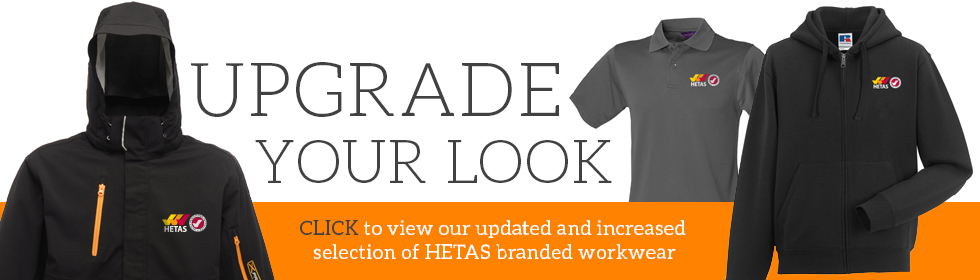 UPGRADE
YOUR LOOK
CLICK to view our updated and increased
selection of HETAS branded workwear
HETAS
HETAS
HETAS